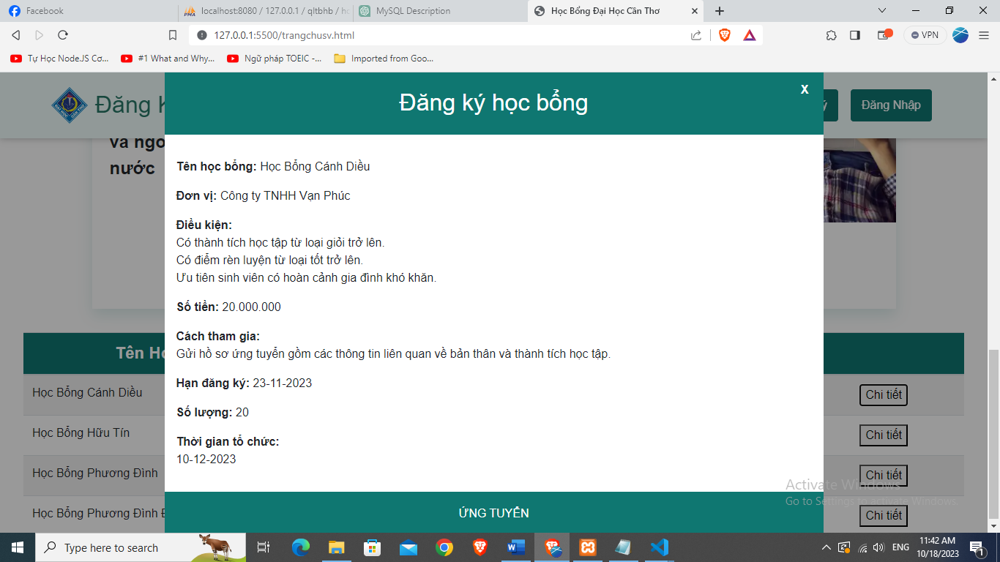 Facebook
localhost:8080 / 127.0.0.1 / qltbhb / h
MySQL Description
Học Bổng Đại Học Cần Thơ
127.0.0.1:5500/trangchusv.html
VPN
Tự Học Node.JS Cơ...
#1 What and Why...
Ngữ pháp TOEIC -...
Imported from Goo...
Đăng K
Đăng ký học bổng
X
ý
Đăng Nhập
và ngo
nước
Tên học bổng: Học Bổng Cánh Diều
Đơn vị: Công ty TNHH Vạn Phúc
Điều kiện:
Có thành tích học tập từ loại giỏi trở lên.
Có điểm rèn luyện từ loại tốt trở lên.
Ưu tiên sinh viên có hoàn cảnh gia đình khó khăn.
Số tiền: 20.000.000
Cách tham gia:
Gửi hồ sơ ứng tuyển gồm các thông tin liên quan về bản thân và thành tích học tập.
Hạn đăng ký: 23-11-2023
Số lượng: 20
Thời gian tổ chức:
10-12-2023
ỨNG TUYỂN
Tên Họ
Học Bổng Cánh Diều
Chi tiết
Học Bổng Hữu Tín
Chi tiết
Học Bổng Phương Đình
Chi tiết
Học Bổng Phương Đình Đ
Chi tiết
Activate Windows
Go to Settings to activate Windows.
Type here to search
ENG
11:42 AM
10/18/2023
1